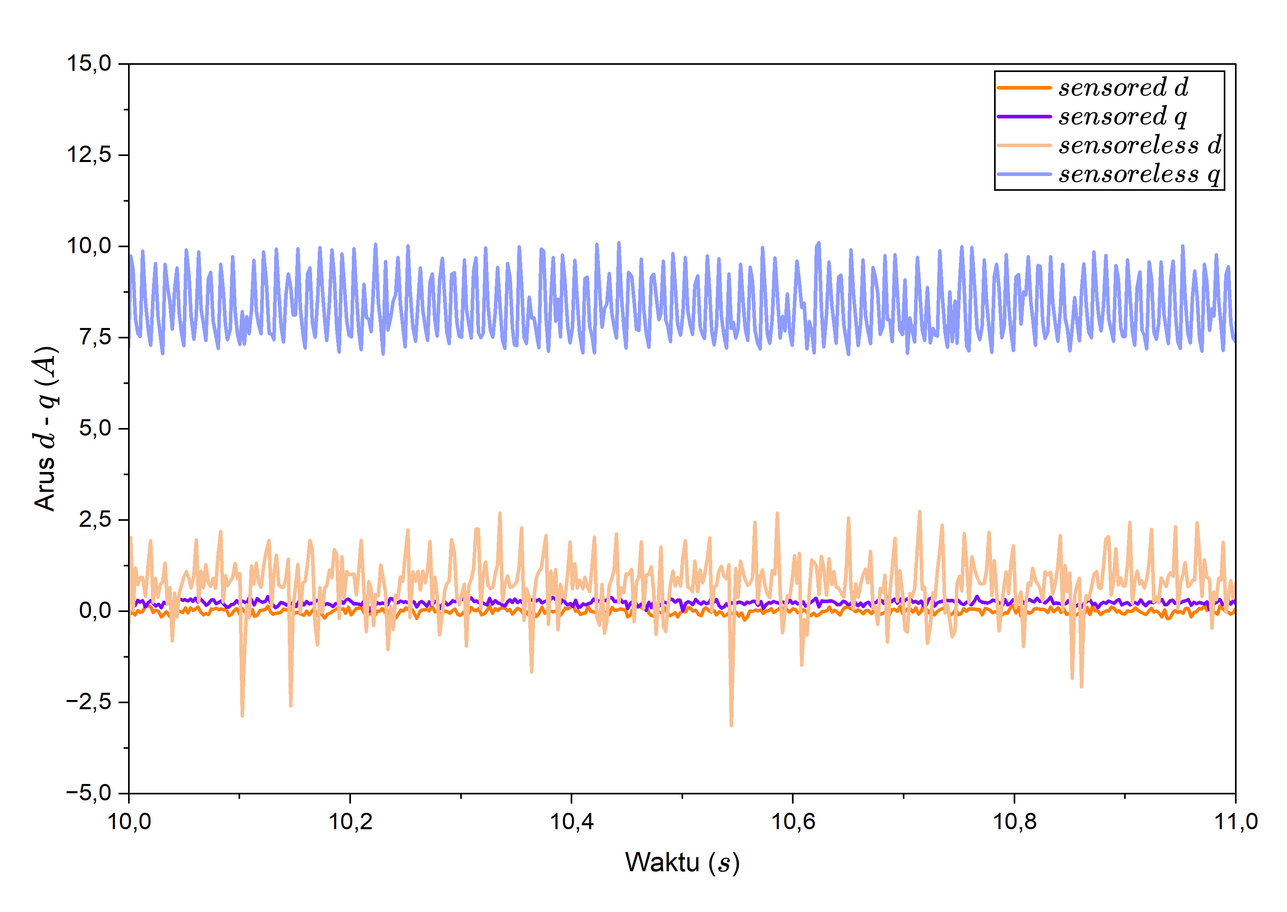 15,0
12,5
10,0
7,5
5,0
2,5
0,0
−2,5
−5,0
Arus d - q (A)
sensored d
sensored q
sensoreless d
sensoreless q
10,0 10,2 10,4 10,6 10,8 11,0
Waktu (s)